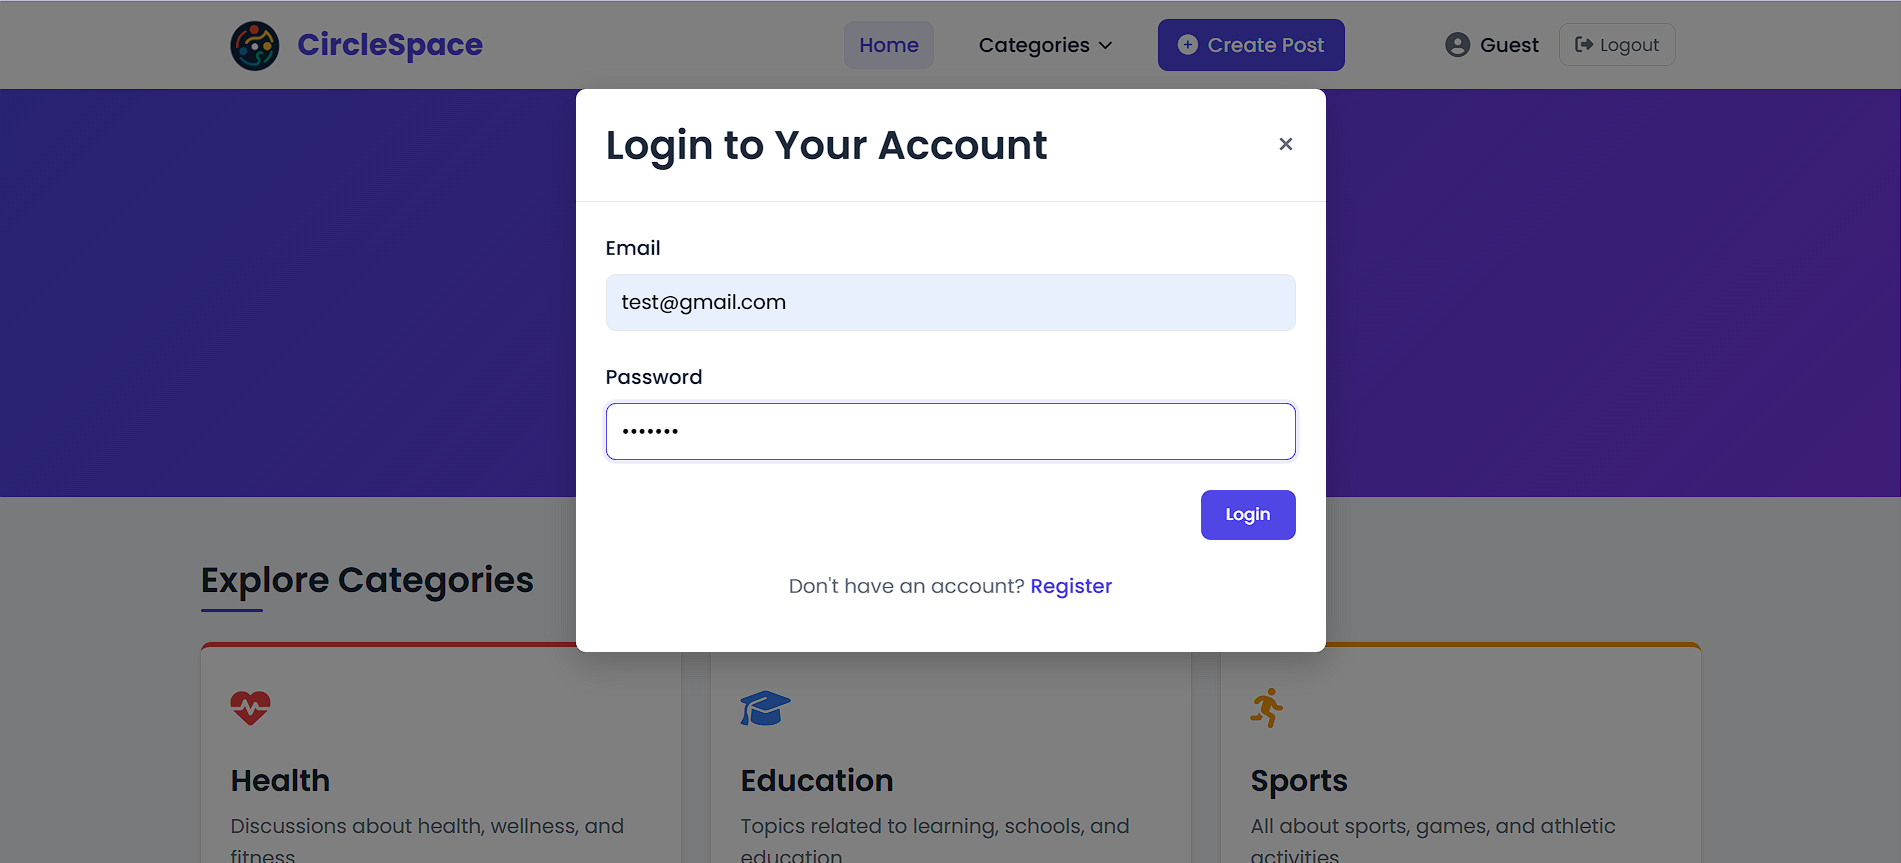 CircleSpace
Home
Categories
Create Post
Guest
Logout
Login to Your Account
Email
test@gmail.com
Password
•••••••
Login
Don't have an account? Register
Explore Categories
Health
Discussions about health, wellness, and
fitness
Education
Topics related to learning, schools, and
education
Sports
All about sports, games, and athletic
activities